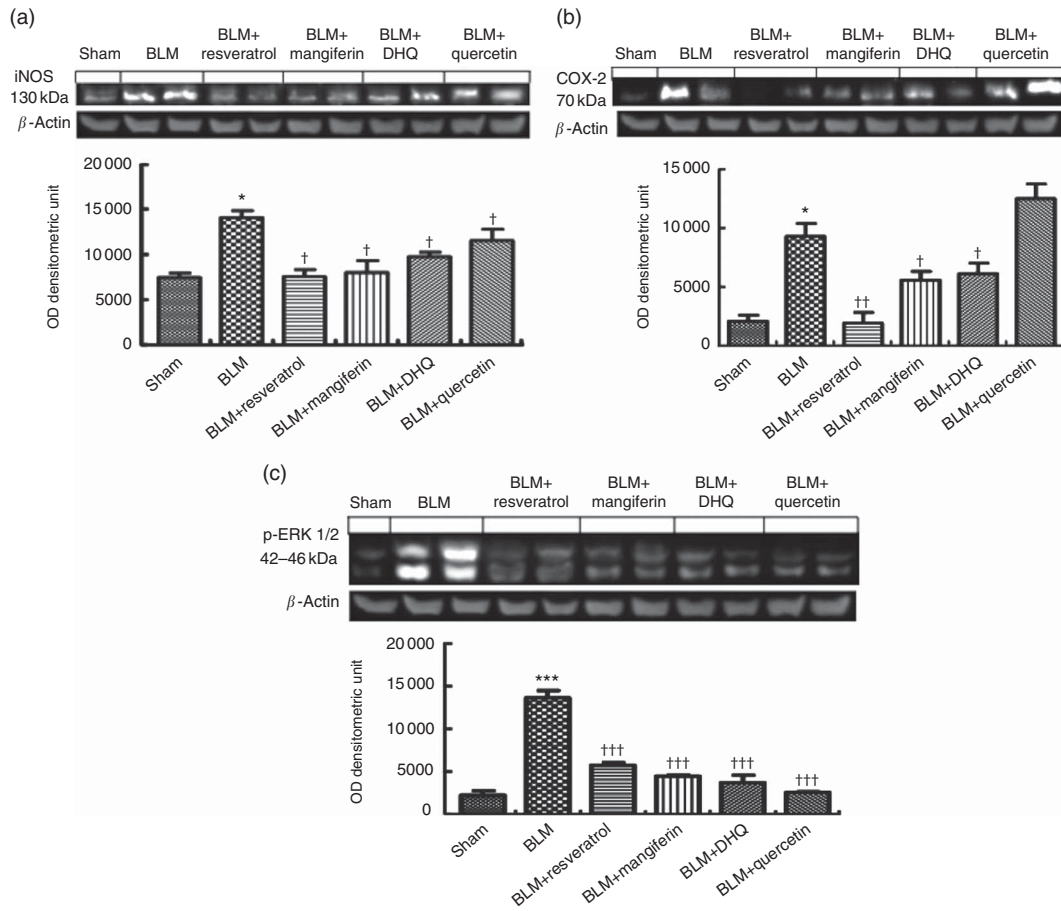 (a)
Sham BLM BLM+ resveratrol BLM+ mangiferin BLM+ DHQ BLM+ quercetin
iNOS
130 kDa
β-Actin
OD densitometric unit
20 000
15 000
10 000
5000
0
*
†
†
†
†
Sham
BLM
BLM+resveratrol
BLM+mangiferin
BLM+DHQ
BLM+quercetin
(b)
Sham BLM BLM+ resveratrol BLM+ mangiferin BLM+ DHQ BLM+ quercetin
COX-2
70 kDa
β-Actin
OD densitometric unit
15 000
10 000
5000
0
*
††
†
†
Sham
BLM
BLM+resveratrol
BLM+mangiferin
BLM+DHQ
BLM+quercetin
(c)
Sham BLM BLM+ resveratrol BLM+ mangiferin BLM+ DHQ BLM+ quercetin
p-ERK 1/2
42–46 kDa
β-Actin
OD densitometric unit
20 000
15 000
10 000
5000
0
***
†††
†††
†††
†††
Sham
BLM
BLM+resveratrol
BLM+mangiferin
BLM+DHQ
BLM+quercetin